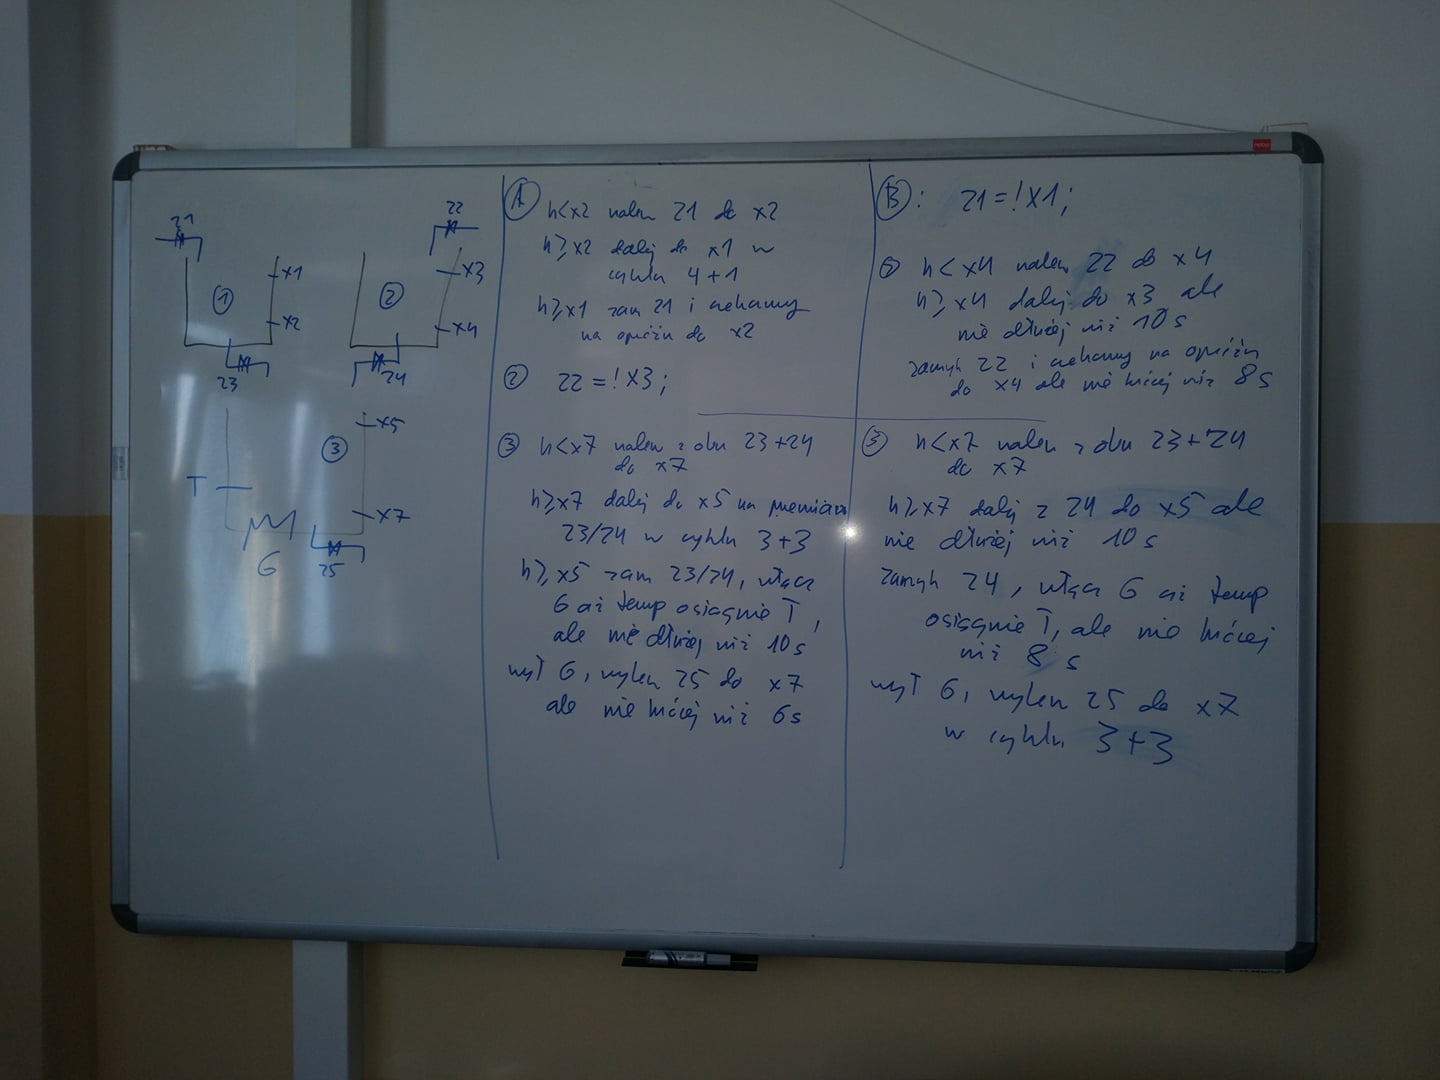 Z1
x1
①
x2
Z3
Z2
x3
②
x4
Z4
x5
③
T
x7
G
Z5
Ⓐ h<x2 nalew Z1 do x2
h≥x2 dalej do x1 w
cyklu 4+1
h≥x1 zam Z1 i czekamy
na opróżn do x2
② Z2=!X3;
③ h<x7 nalew z obu Z3+Z4
do x7
h≥x7 dalej do x5 na przemian
Z3/Z4 w cyklu 3+3
h≥x5 zam Z3/Z4, włącz
G aż temp osiągnie T,
ale nie dłużej niż 10s
wył G, wylew Z5 do x7
ale nie krócej niż 6s
Ⓑ: Z1=!X1;
② h<x4 nalew Z2 do x4
h≥x4 dalej do x3 ale
nie dłużej niż 10s
zamyk Z2 i czekamy na opróżn
do x4 ale nie krócej niż 8s
③ h<x7 nalew z obu Z3+Z4
do x7
h≥x7 dalej z Z4 do x5 ale
nie dłużej niż 10s
zamyk Z4, włącz G aż temp
osiągnie T, ale nie krócej
niż 8s
wył G, wylew Z5 do x7
w cyklu 3+3